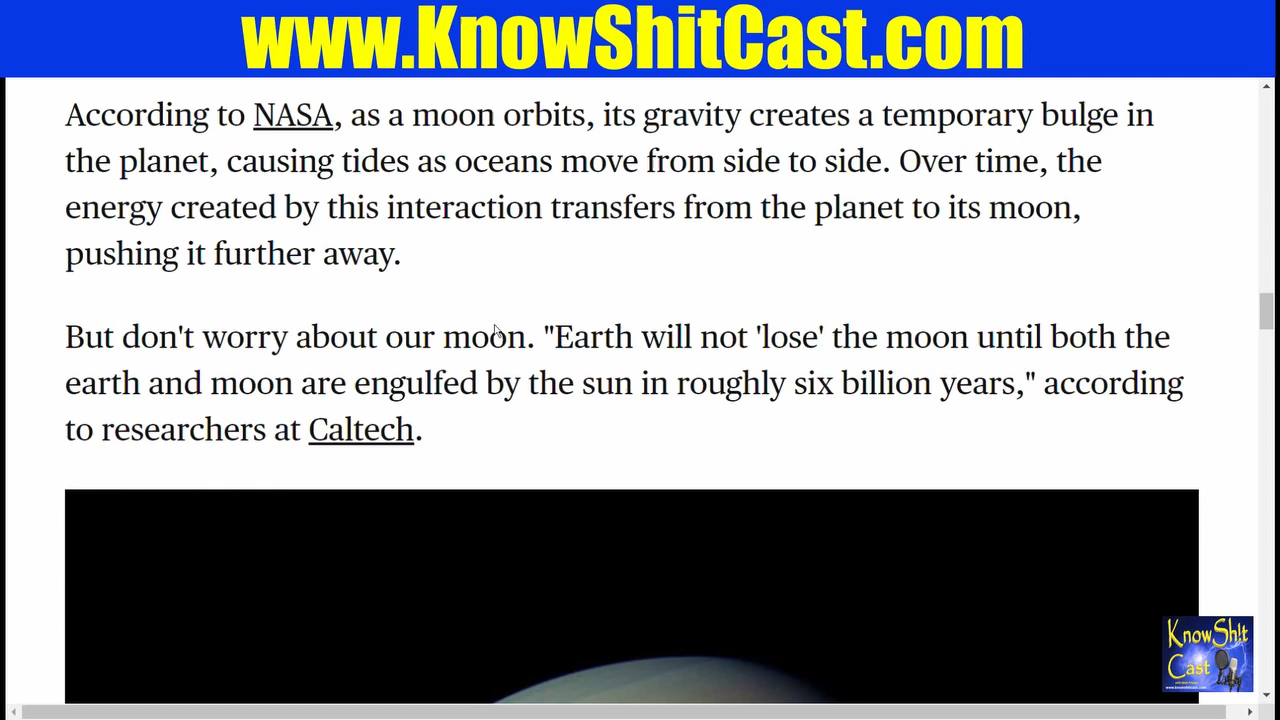 www.KnowShitCast.com
According to NASA, as a moon orbits, its gravity creates a temporary bulge in
the planet, causing tides as oceans move from side to side. Over time, the
energy created by this interaction transfers from the planet to its moon,
pushing it further away.
But don't worry about our moon. "Earth will not 'lose' the moon until both the
earth and moon are engulfed by the sun in roughly six billion years," according
to researchers at Caltech.
KnowSh!t
Cast
www.knowshitcast.com